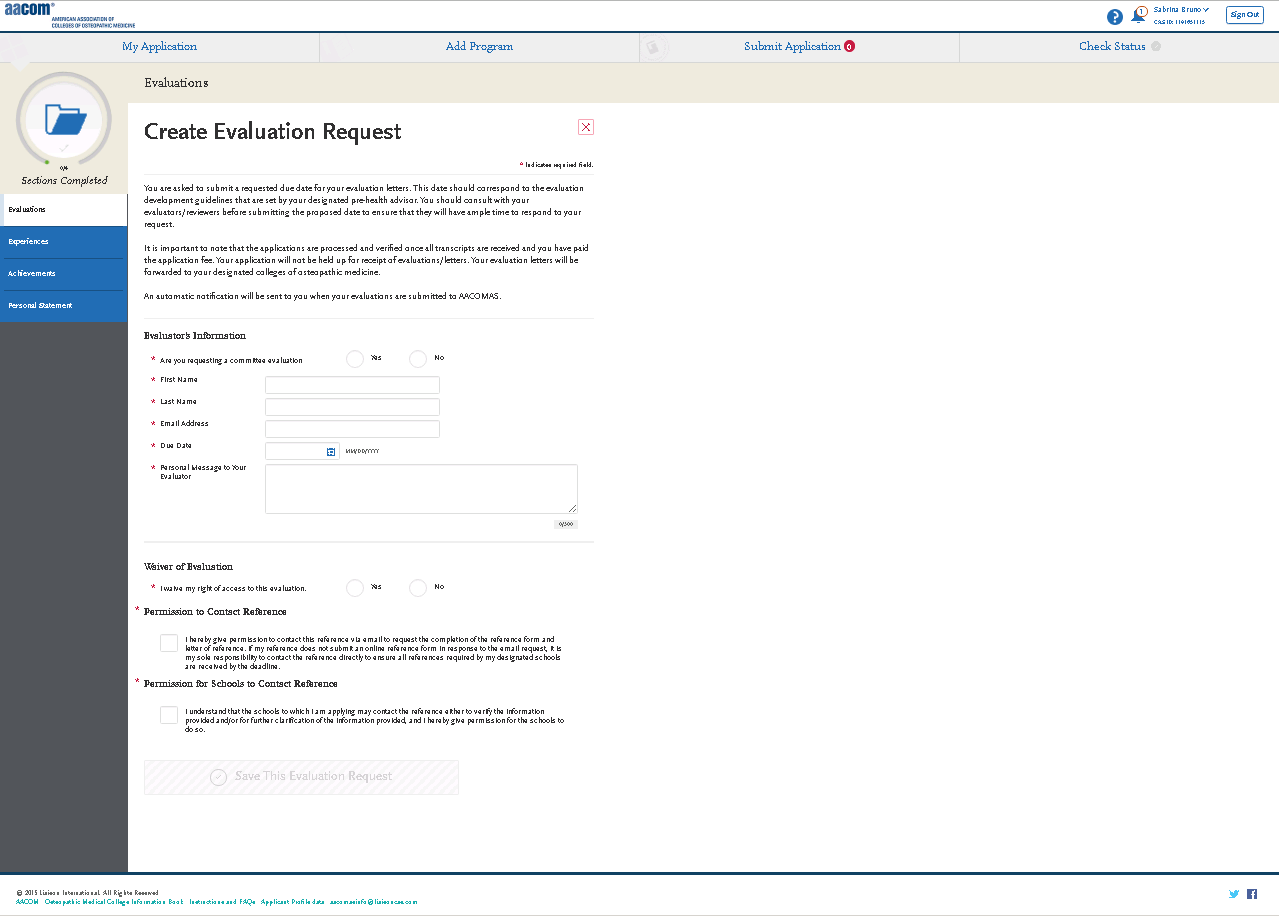 aacom®
AMERICAN ASSOCIATION OF
COLLEGES OF OSTEOPATHIC MEDICINE
?
1
Sabrina Bruno
CAS ID:
Sign Out
My Application
Add Program
Submit Application 0
Check Status
0/4
Sections Completed
Evaluations
Experiences
Achievements
Personal Statement
Evaluations
Create Evaluation Request
* Indicates required field.
You are asked to submit a requested due date for your evaluation letters. This date should correspond to the evaluation
development guidelines that are set by your designated pre-health advisor. You should consult with your
evaluators/reviewers before submitting the proposed date to ensure that they will have ample time to respond to your
request.
It is important to note that the applications are processed and verified once all transcripts are received and you have paid
the application fee. Your application will not be held up for receipt of evaluations/letters. Your evaluation letters will be
forwarded to your designated colleges of osteopathic medicine.
An automatic notification will be sent to you when your evaluations are submitted to AACOMAS.
Evaluator's Information
* Are you requesting a committee evaluation Yes No
* First Name
* Last Name
* Email Address
* Due Date MM/DD/YYYY
* Personal Message to Your
Evaluator
0/500
Waiver of Evaluation
* I waive my right of access to this evaluation. Yes No
* Permission to Contact Reference
I hereby give permission to contact this reference via email to request the completion of the reference form and
letter of reference. If my reference does not submit an online reference form in response to the email request, it is
my sole responsibility to contact the reference directly to ensure all references required by my designated schools
are received by the deadline.
* Permission for Schools to Contact Reference
I understand that the schools to which I am applying may contact the reference either to verify the information
provided and/or for further clarification of the information provided, and I hereby give permission for the schools to
do so.
Save This Evaluation Request
© 2015 Liaison International. All Rights Reserved
AACOM Osteopathic Medical College Information Book Instructions and FAQs Applicant Profile data aacomasinfo@liaisoncas.com